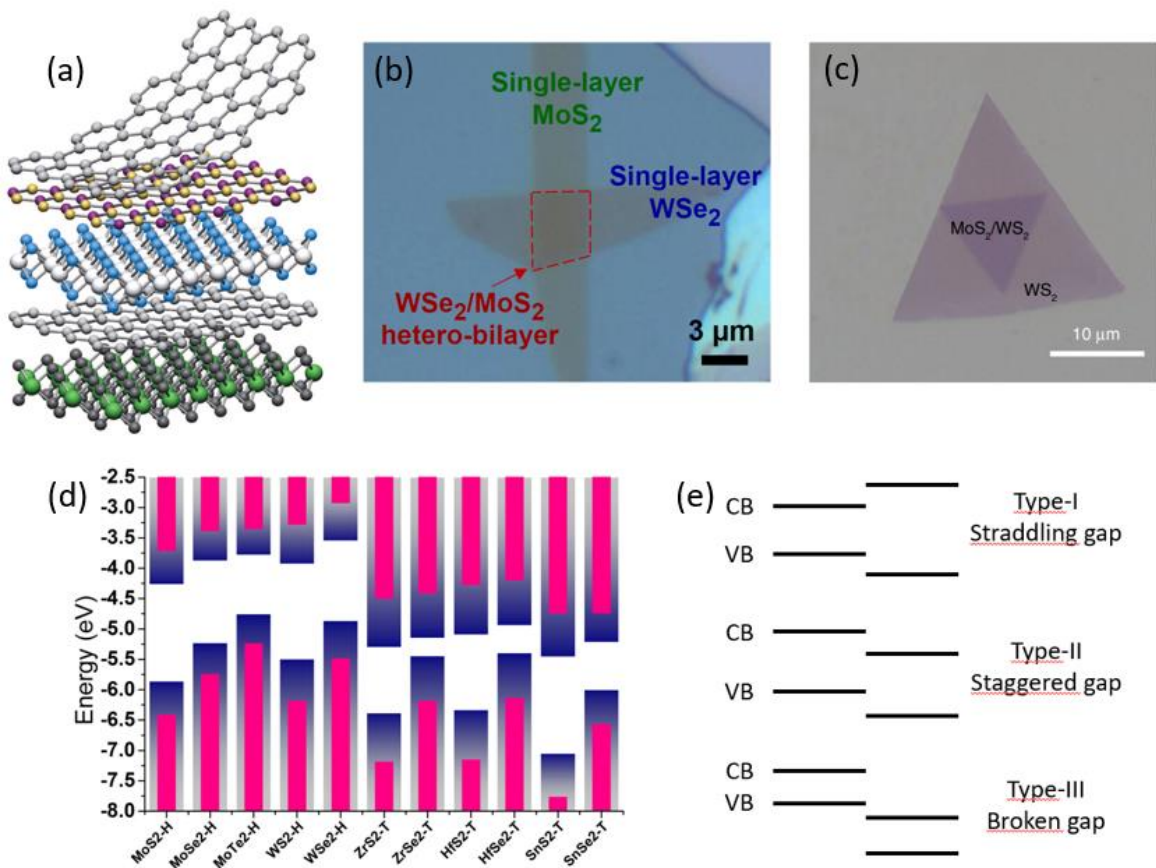 (a)
(b)
Single-layer
MoS2
Single-layer
WSe2
WSe2/MoS2
hetero-bilayer
3 μm
(c)
MoS2/WS2
WS2
10 μm
(d)
Energy (eV)
-2.5
-3.0
-3.5
-4.0
-4.5
-5.0
-5.5
-6.0
-6.5
-7.0
-7.5
-8.0
MoS2-H
MoSe2-H
MoTe2-H
WS2-H
WSe2-H
ZrS2-T
ZrSe2-T
HfS2-T
HfSe2-T
SnS2-T
SnSe2-T
(e)
CB
VB
Type-I
Straddling gap
CB
VB
Type-II
Staggered gap
CB
VB
Type-III
Broken gap